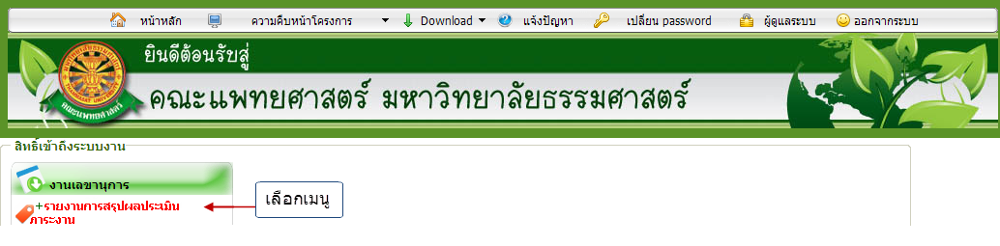 หน้าหลัก ความคืบหน้าโครงการ Download แจ้งปัญหา เปลี่ยน password ผู้ดูแลระบบ ออกจากระบบ
ยินดีต้อนรับสู่
คณะแพทยศาสตร์ มหาวิทยาลัยธรรมศาสตร์
สิทธิ์เข้าถึงระบบงาน
งานเลขานุการ
+รายงานการสรุปผลประเมิน
ภาระงาน
เลือกเมนู